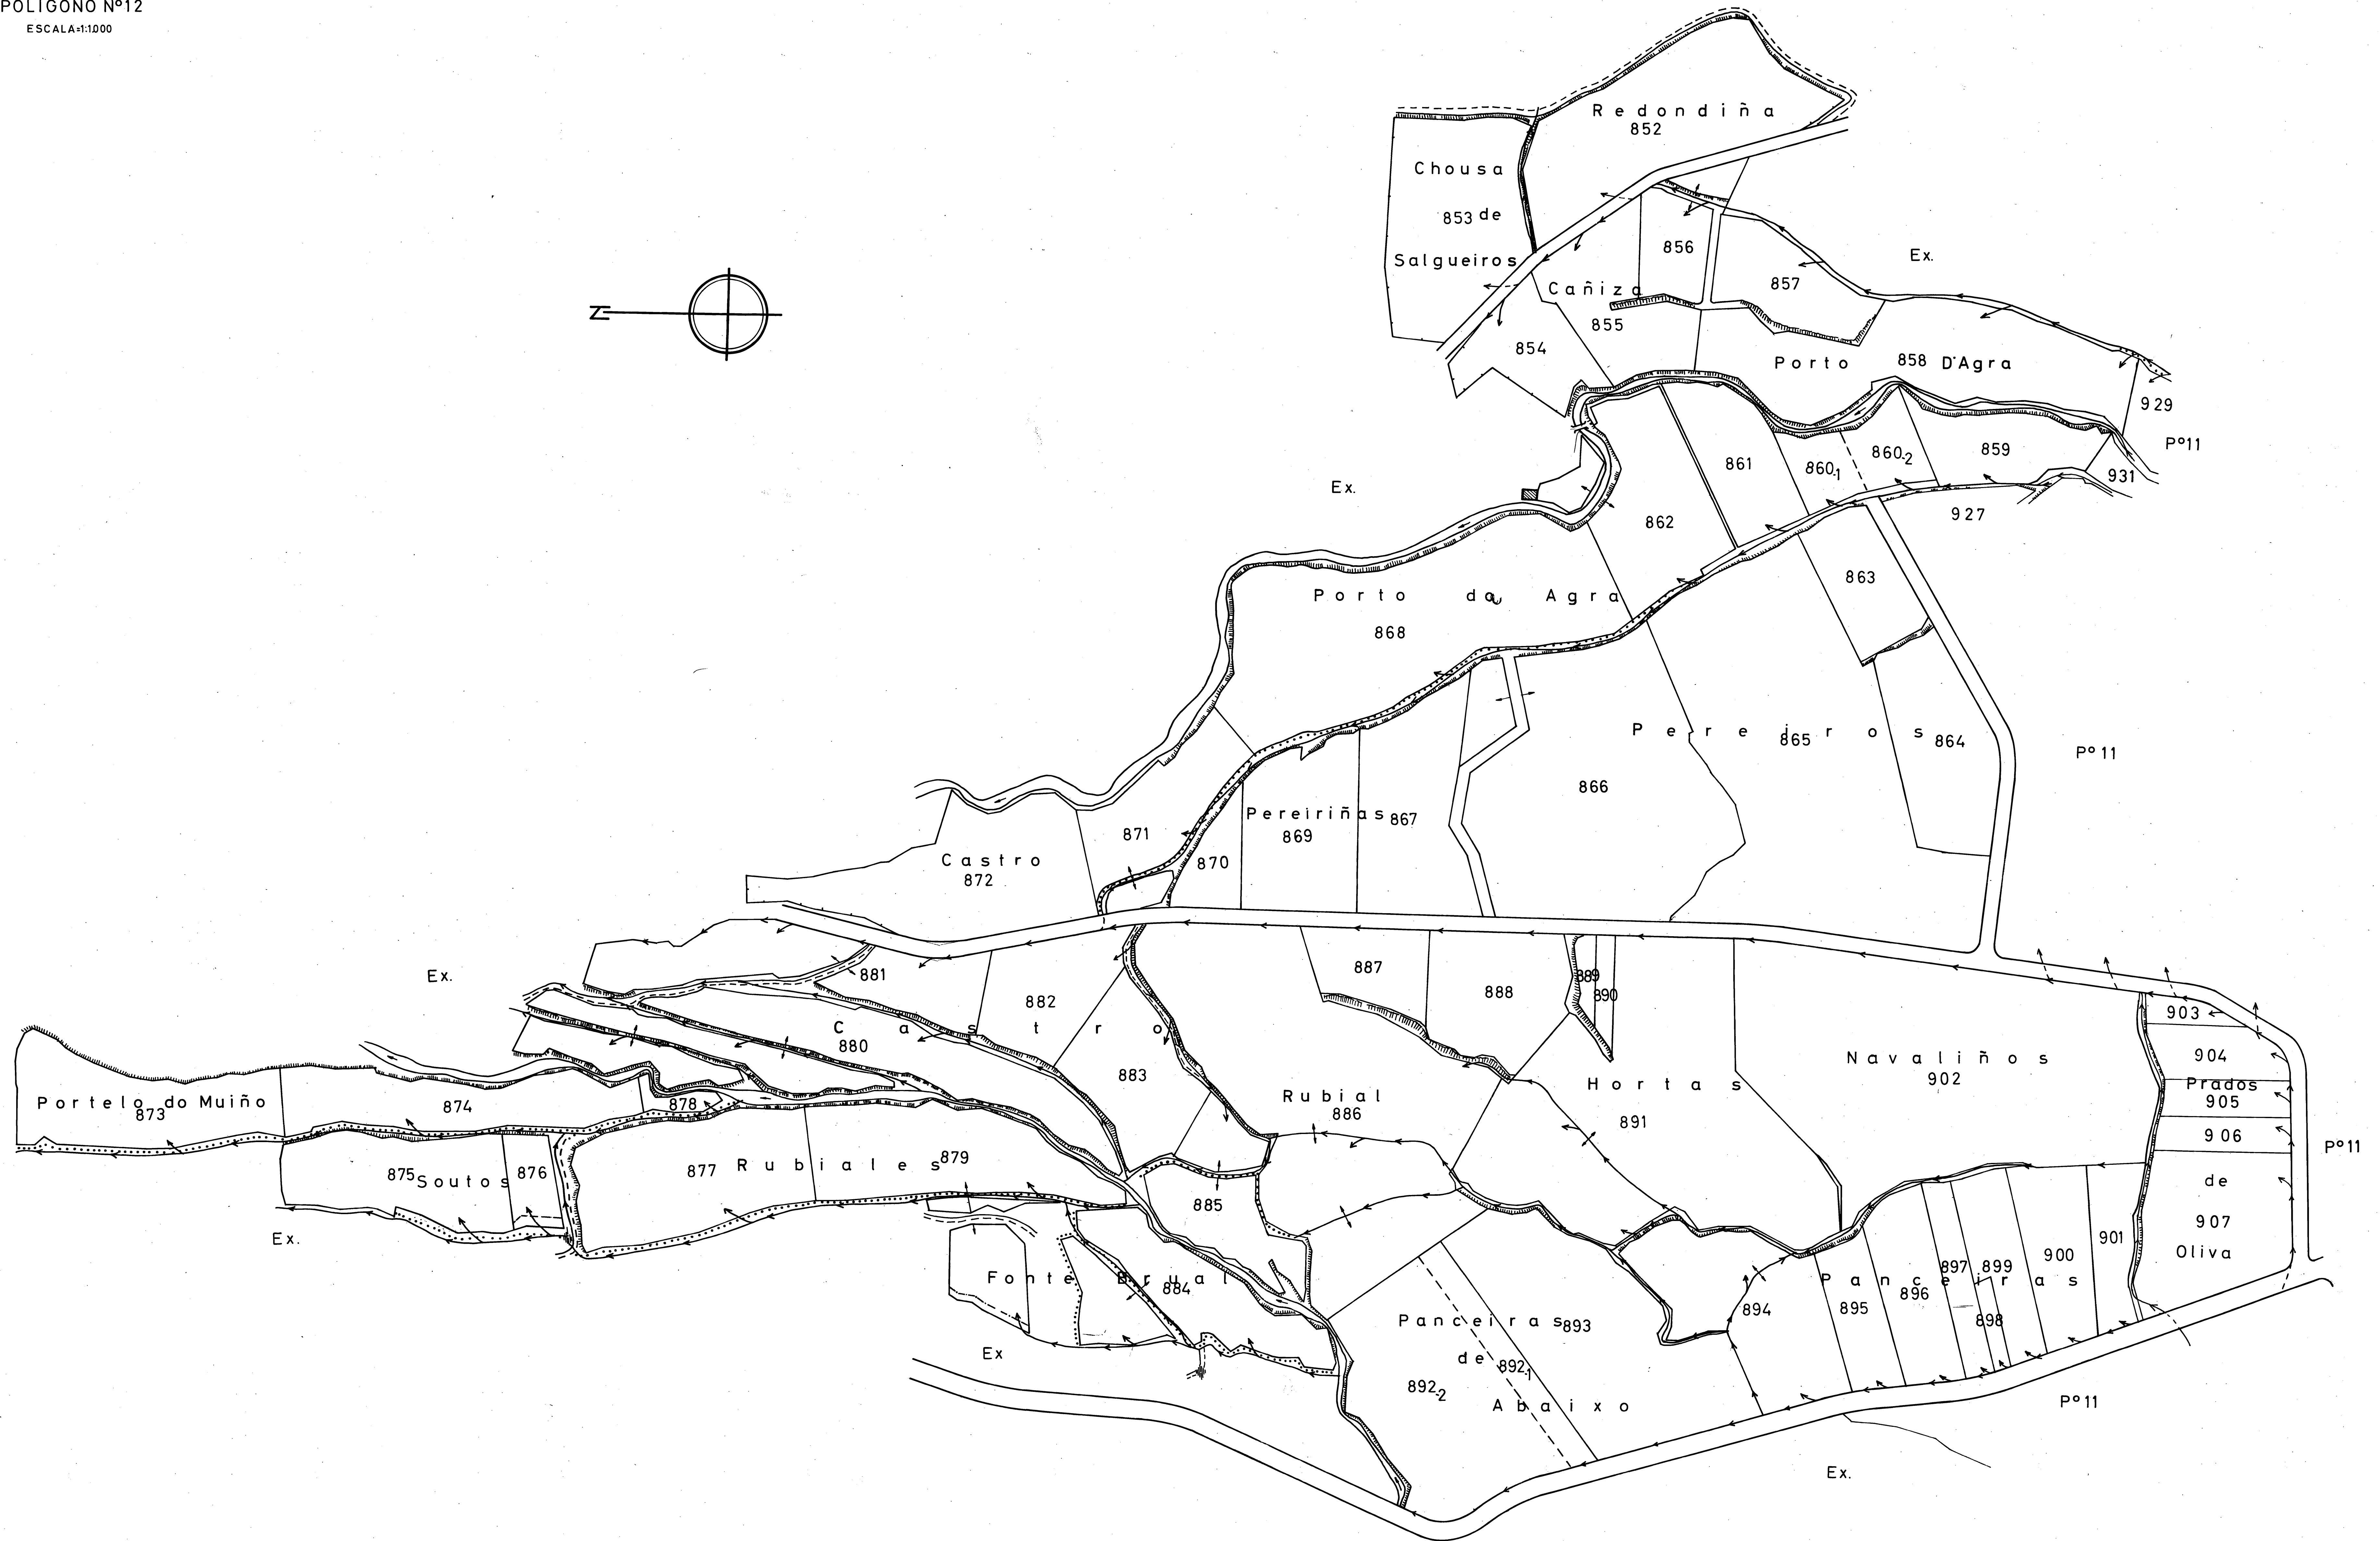 POLIGONO Nº12
ESCALA=1:1.000
Redondiña
852
Chousa
853 de
Salgueiros
856
Ex.
857
Cañiza
855
854
Porto 858 D'Agra
929
Pº11
859
860-2
860-1
861
931
Ex.
862
927
863
Porto da Agra
868
Pereiros
865
864
Pº 11
866
Pereiriñas
867
869
871
870
Castro
872
Ex.
881
887
889
888
890
882
903
Castro
880
904
Navaliños
902
883
Hortas
Prados
905
Rubial
886
891
Portelo do Muiño
873
874
878
906
Pº11
879
877
Rubiales
875
Soutos
876
de
885
907
901
Oliva
Ex.
900
899
897
Fonte Brual
884
Panceiras
896
895
894
898
Panceiras
893
Ex
de
892-1
892-2
Abaixo
Pº11
Ex.